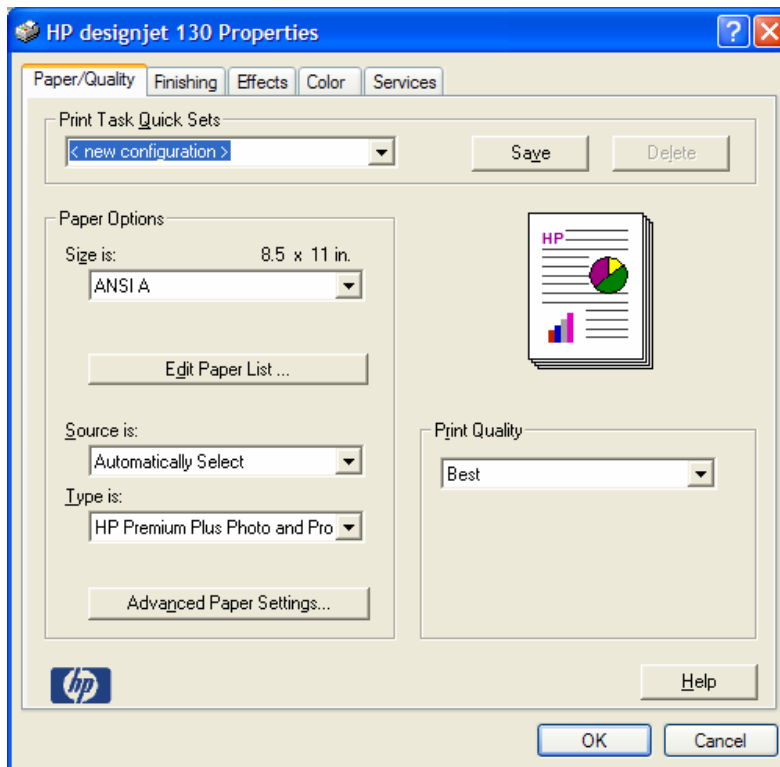 HP designjet 130 Properties
Paper/Quality Finishing Effects Color Services
Print Task Quick Sets
< new configuration > Save Delete
Paper Options
Size is: 8.5 x 11 in.
ANSI A
HP
Edit Paper List ...
Source is:
Automatically Select
Type is:
HP Premium Plus Photo and Pro
Advanced Paper Settings...
Print Quality
Best
hp
Help
OK Cancel